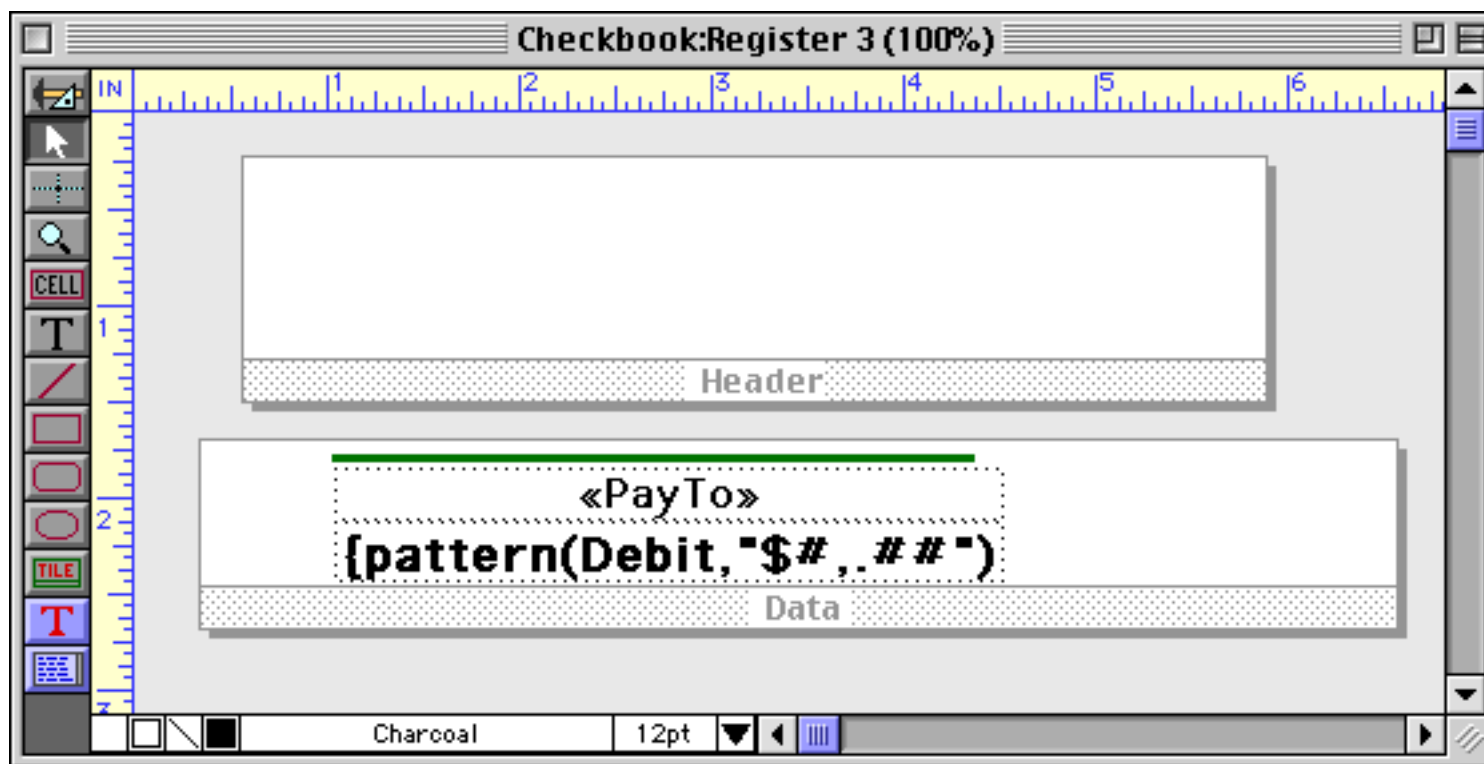 Checkbook:Register 3 (100%)
IN 1 2 3 4 5 6
CELL
T
1
Header
«PayTo»
2
{pattern(Debit,"$#,.##")
TILE
T
Data
3
Charcoal 12pt